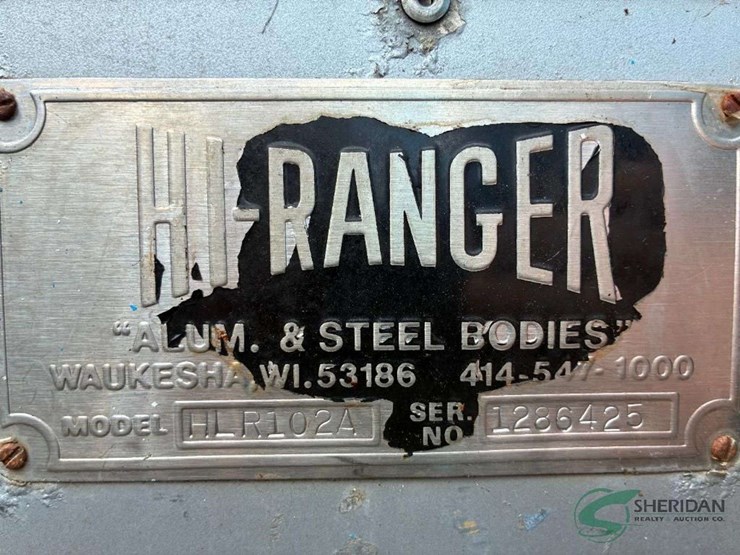 HI-RANGER
"ALUM. & STEEL BODIES"
WAUKESHA, WI. 53186 414-547-1000
MODEL HLR102A SER. NO 1286425
SHERIDAN
REALTY & AUCTION CO.